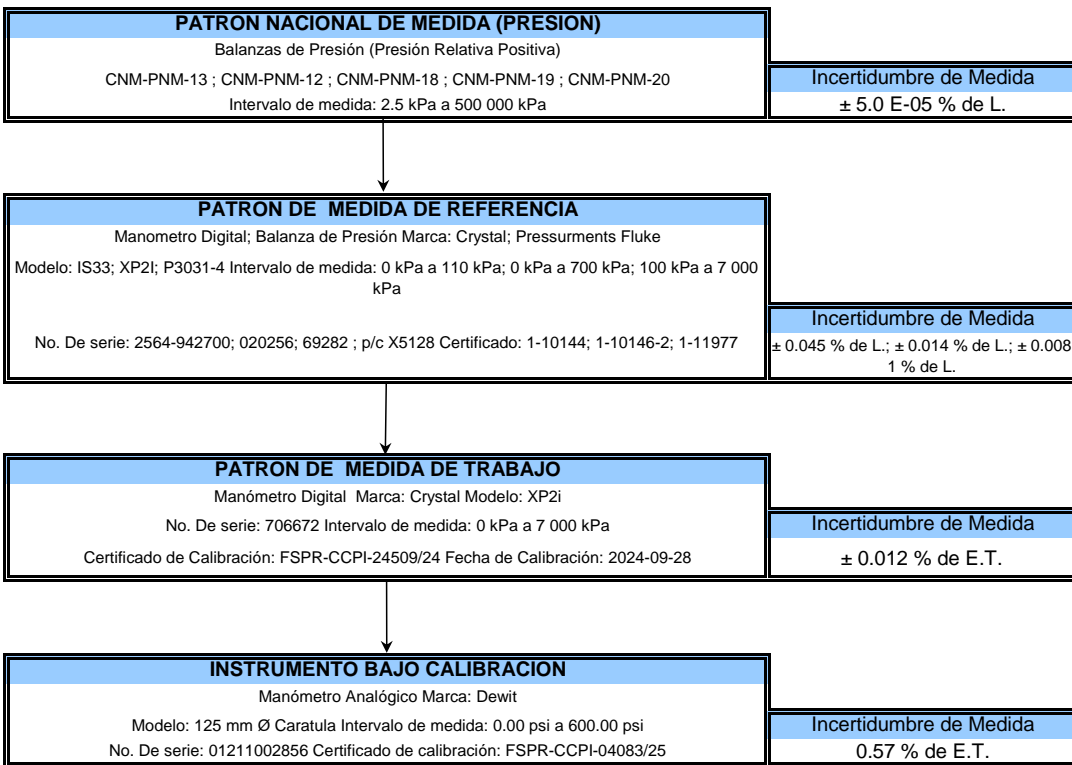 PATRON NACIONAL DE MEDIDA (PRESION)
Balanzas de Presión (Presión Relativa Positiva)
CNM-PNM-13 ; CNM-PNM-12 ; CNM-PNM-18 ; CNM-PNM-19 ; CNM-PNM-20
Intervalo de medida: 2.5 kPa a 500 000 kPa
Incertidumbre de Medida
± 5.0 E-05 % de L.
PATRON DE MEDIDA DE REFERENCIA
Manometro Digital; Balanza de Presión Marca: Crystal; Pressurments Fluke
Modelo: IS33; XP2I; P3031-4 Intervalo de medida: 0 kPa a 110 kPa; 0 kPa a 700 kPa; 100 kPa a 7 000
kPa
No. De serie: 2564-942700; 020256; 69282 ; p/c X5128 Certificado: 1-10144; 1-10146-2; 1-11977
Incertidumbre de Medida
± 0.045 % de L.; ± 0.014 % de L.; ± 0.008
1 % de L.
PATRON DE MEDIDA DE TRABAJO
Manómetro Digital Marca: Crystal Modelo: XP2i
No. De serie: 706672 Intervalo de medida: 0 kPa a 7 000 kPa
Certificado de Calibración: FSPR-CCPI-24509/24 Fecha de Calibración: 2024-09-28
Incertidumbre de Medida
± 0.012 % de E.T.
INSTRUMENTO BAJO CALIBRACION
Manómetro Analógico Marca: Dewit
Modelo: 125 mm Ø Caratula Intervalo de medida: 0.00 psi a 600.00 psi
No. De serie: 01211002856 Certificado de calibración: FSPR-CCPI-04083/25
Incertidumbre de Medida
0.57 % de E.T.